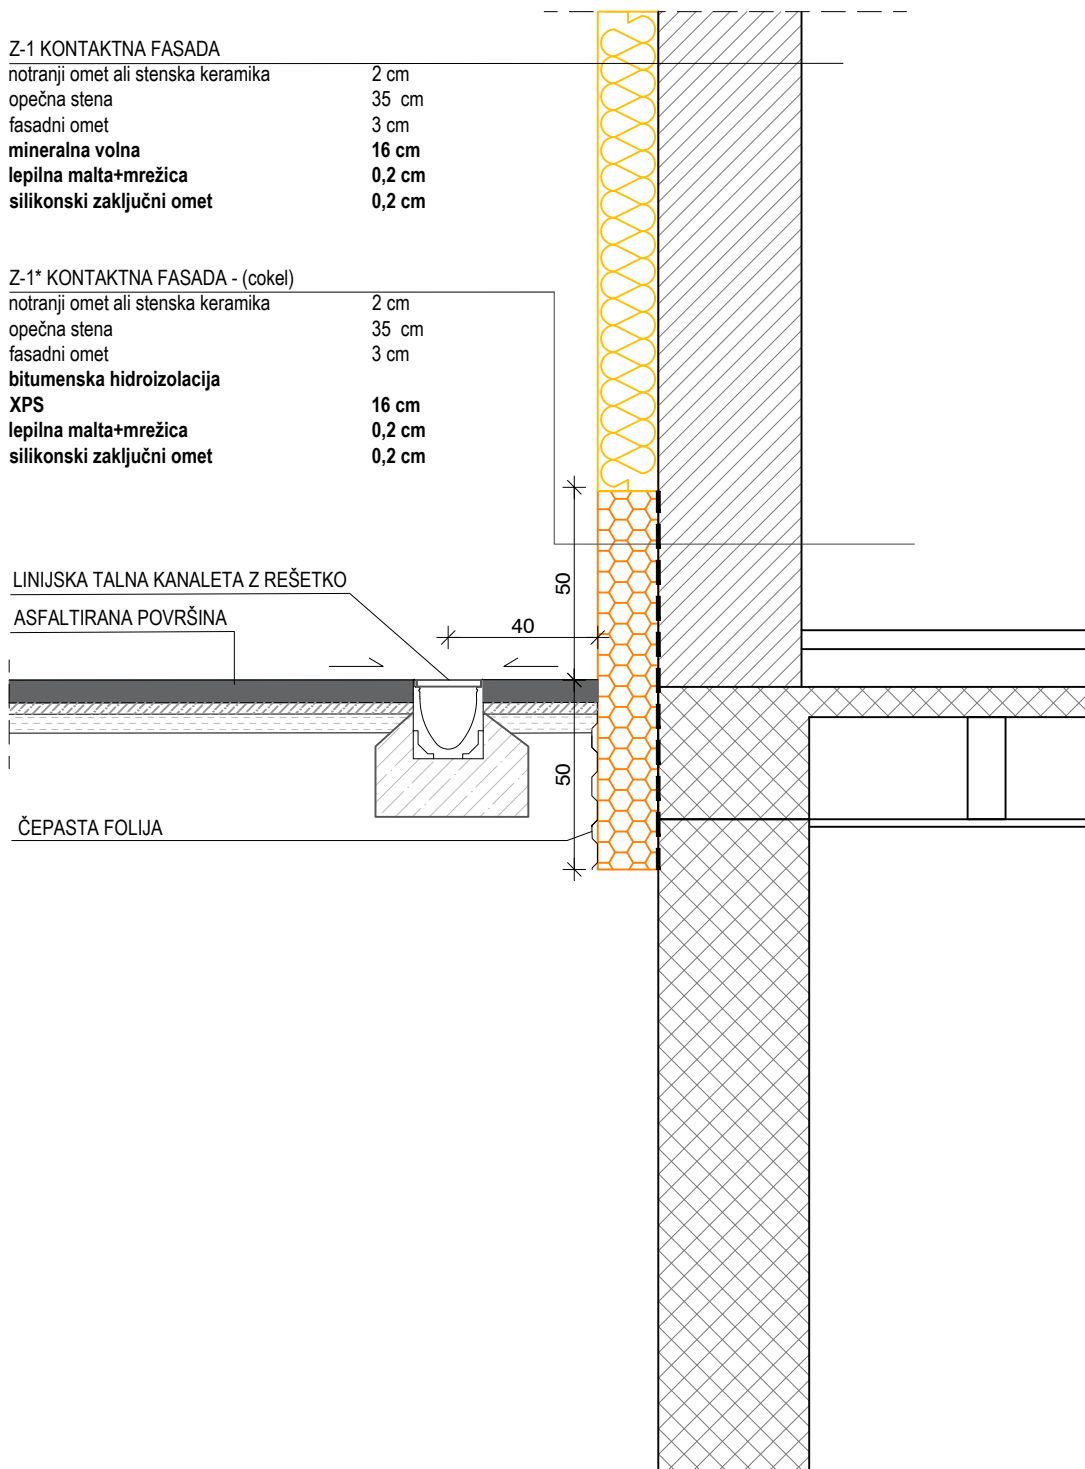 Z-1 KONTAKTNA FASADA
notranji omet ali stenska keramika 2 cm
opečna stena 35 cm
fasadni omet 3 cm
mineralna volna 16 cm
lepilna malta+mrežica 0,2 cm
silikonski zaključni omet 0,2 cm
Z-1* KONTAKTNA FASADA - (cokel)
notranji omet ali stenska keramika 2 cm
opečna stena 35 cm
fasadni omet 3 cm
bitumenska hidroizolacija
XPS 16 cm
lepilna malta+mrežica 0,2 cm
silikonski zaključni omet 0,2 cm
50
LINIJSKA TALNA KANALETA Z REŠETKO
ASFALTIRANA POVRŠINA
40
50
ČEPASTA FOLIJA